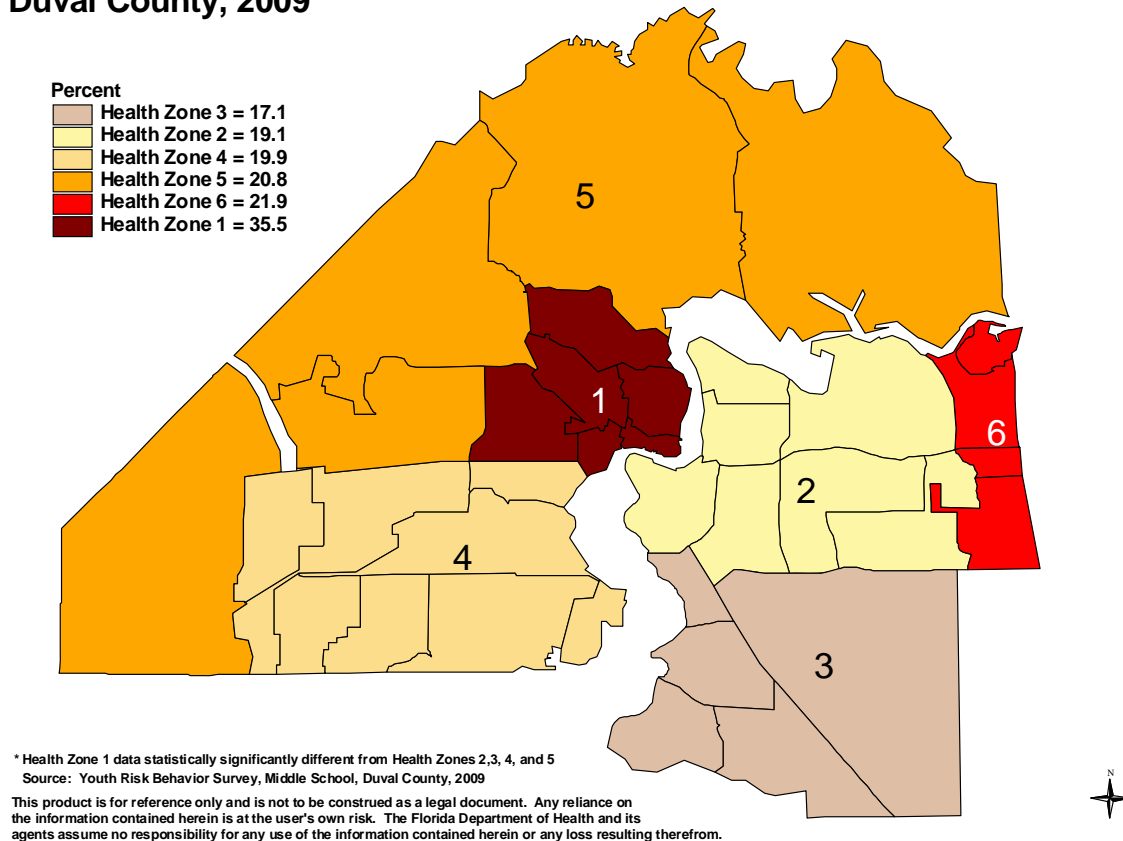 Duval County, 2009
Percent
Health Zone 3 = 17.1
Health Zone 2 = 19.1
Health Zone 4 = 19.9
Health Zone 5 = 20.8
Health Zone 6 = 21.9
Health Zone 1 = 35.5
5
1
6
2
4
3
* Health Zone 1 data statistically significantly different from Health Zones 2,3, 4, and 5
Source: Youth Risk Behavior Survey, Middle School, Duval County, 2009
This product is for reference only and is not to be construed as a legal document. Any reliance on
the information contained herein is at the user's own risk. The Florida Department of Health and its
agents assume no responsibility for any use of the information contained herein or any loss resulting therefrom.
N